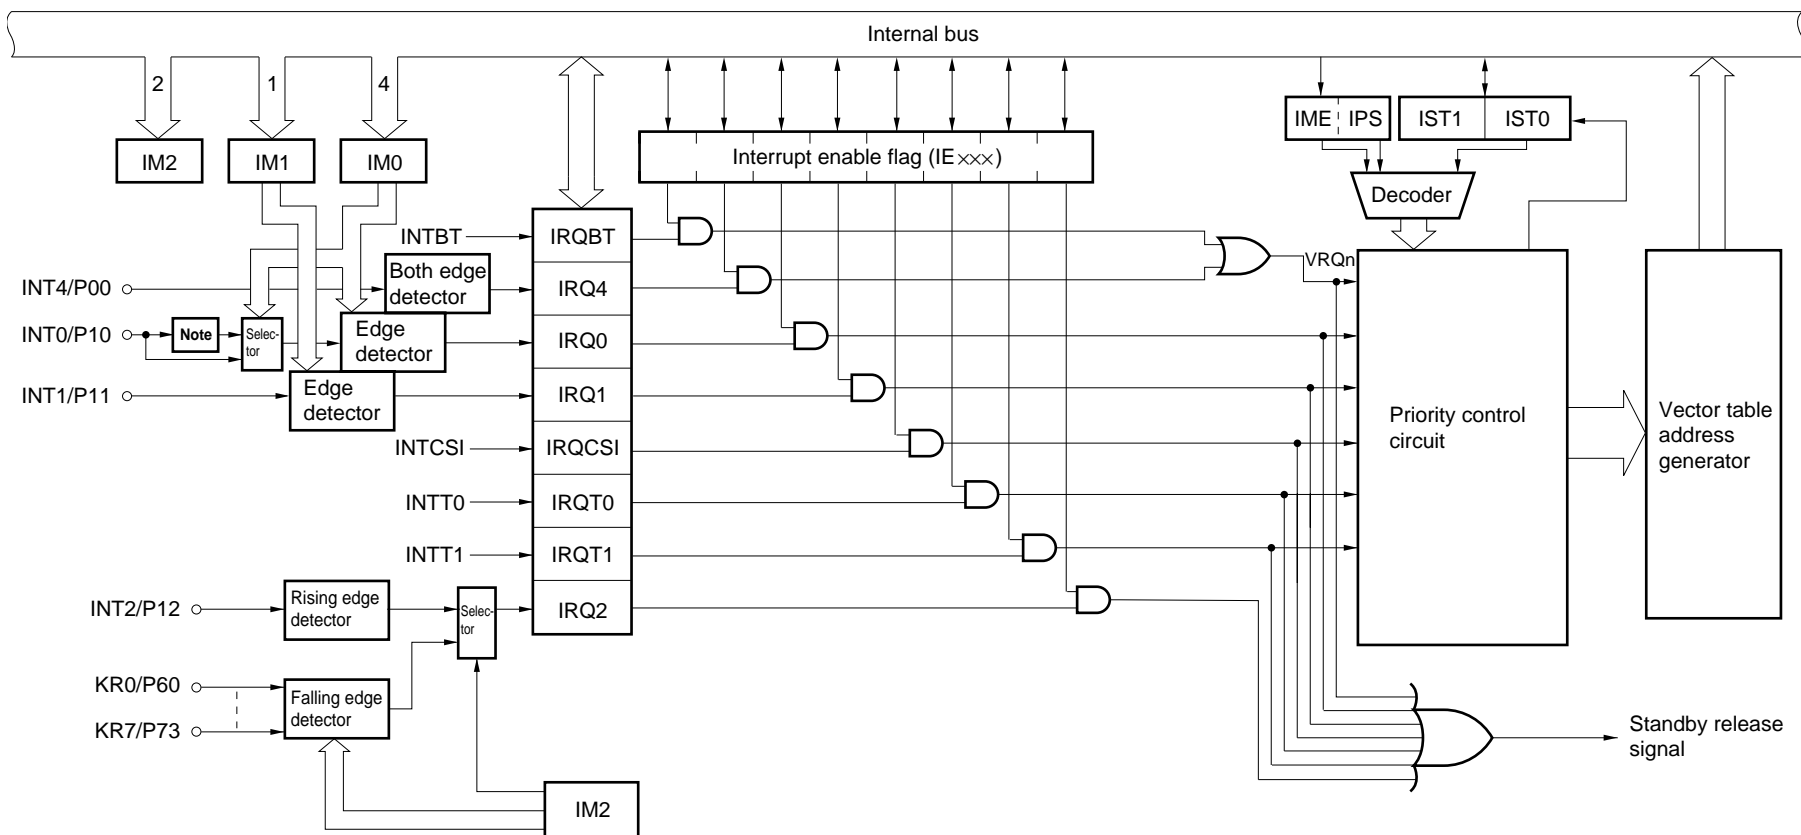 Internal bus
2
1
4
IM2
IM1
IM0
IME
IPS
IST1
IST0
Interrupt enable flag (IE×××)
Decoder
INTBT
IRQBT
VRQn
INT4/P00
Both edge
detector
IRQ4
INT0/P10
Note
Selec-
tor
Edge
detector
IRQ0
INT1/P11
Edge
detector
IRQ1
Priority control
circuit
Vector table
address
generator
INTCSI
IRQCSI
INTT0
IRQT0
INTT1
IRQT1
INT2/P12
Rising edge
detector
Selec-
tor
IRQ2
KR0/P60
Falling edge
detector
KR7/P73
Standby release
signal
IM2